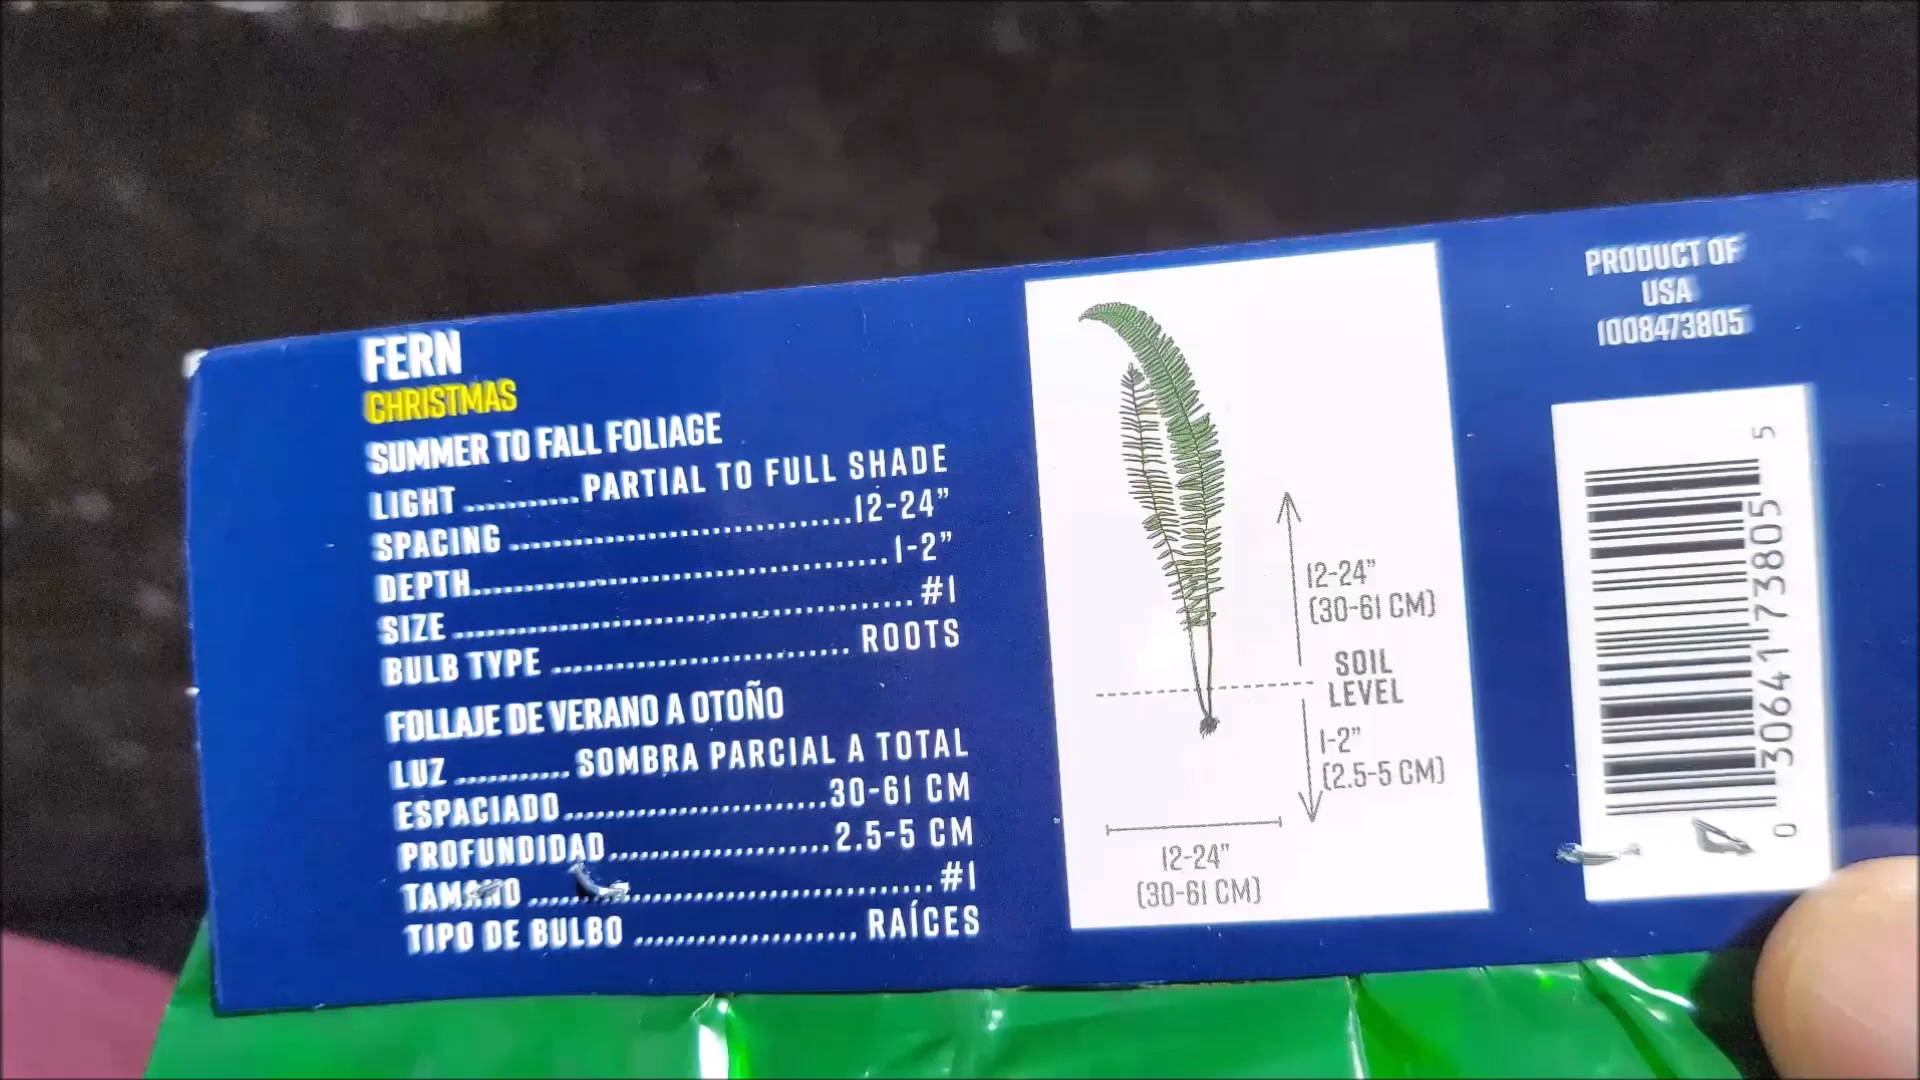 FERN
CHRISTMAS
SUMMER TO FALL FOLIAGE
LIGHT ...........PARTIAL TO FULL SHADE
SPACING .......................................12-24”
DEPTH................................................1-2”
SIZE .....................................................#1
BULB TYPE .................................. ROOTS
FOLLAJE DE VERANO A OTOÑO
LUZ ........... SOMBRA PARCIAL A TOTAL
ESPACIADO..............................30-61 CM
PROFUNDIDAD.........................2.5-5 CM
TAMAÑO ..............................................#1
TIPO DE BULBO ......................... RAÍCES
12-24”
(30-61 CM)
SOIL
LEVEL
1-2”
(2.5-5 CM)
12-24”
(30-61 CM)
PRODUCT OF
USA
1008473805
0 30641 73805 5